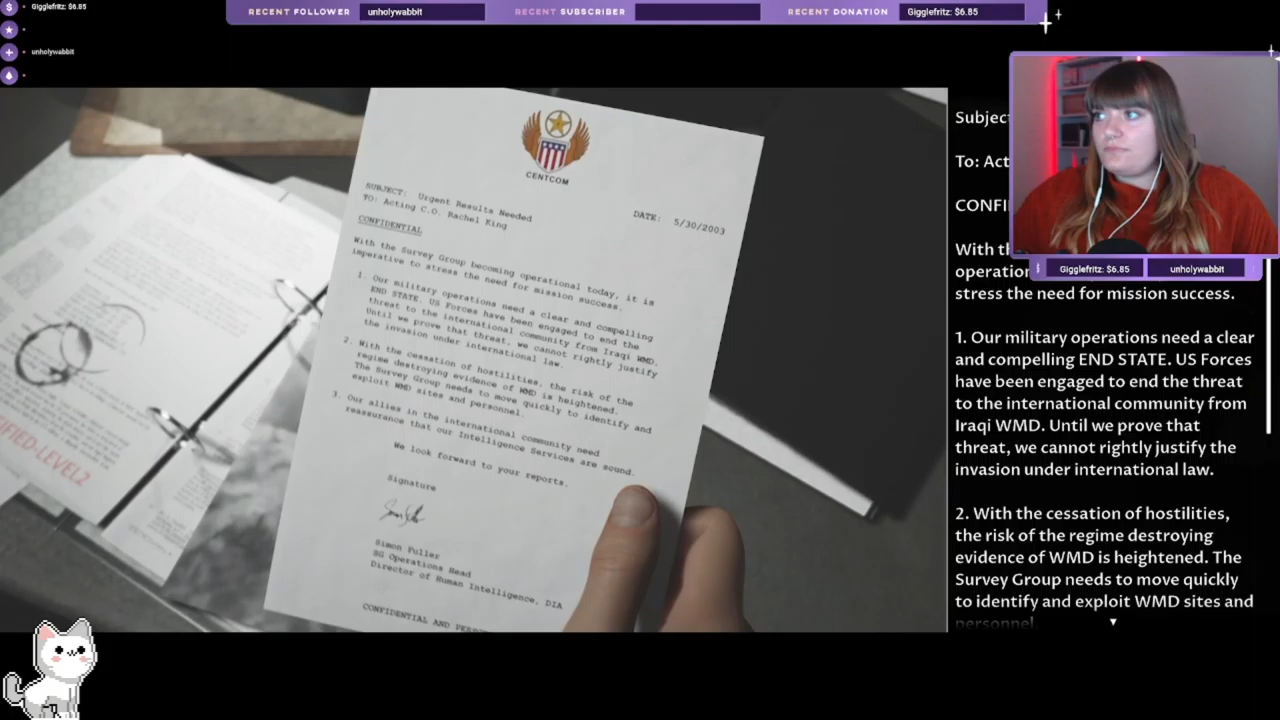 Gigglefritz: $6.85
unholywabbit
RECENT FOLLOWER unholywabbit RECENT SUBSCRIBER RECENT DONATION Gigglefritz: $6.85
CENTCOM
SUBJECT: Urgent Results Needed
TO: Acting C.O. Rachel King
DATE: 5/30/2003
CONFIDENTIAL
With the Survey Group becoming operational today, it is
imperative to stress the need for mission success.
1. Our military operations need a clear and compelling
END STATE. US Forces have been engaged to end the
threat to the international community from Iraqi WMD.
Until we prove that threat, we cannot rightly justify
the invasion under international law.
2. With the cessation of hostilities, the risk of the
regime destroying evidence of WMD is heightened.
The Survey Group needs to move quickly to identify and
exploit WMD sites and personnel.
3. Our allies in the international community need
reassurance that our Intelligence Services are sound.
We look forward to your reports.
Signature
Simon Fuller
SG Operations Head
Director of Human Intelligence, DIA
CONFIDENTIAL AND PERS
IFIED-LEVEL2
Subjec
To: Act
CONFI
With th
operation
stress the need for mission success.
1. Our military operations need a clear
and compelling END STATE. US Forces
have been engaged to end the threat
to the international community from
Iraqi WMD. Until we prove that
threat, we cannot rightly justify the
invasion under international law.
2. With the cessation of hostilities,
the risk of the regime destroying
evidence of WMD is heightened. The
Survey Group needs to move quickly
to identify and exploit WMD sites and
personnel.
Gigglefritz: $6.85 unholywabbit